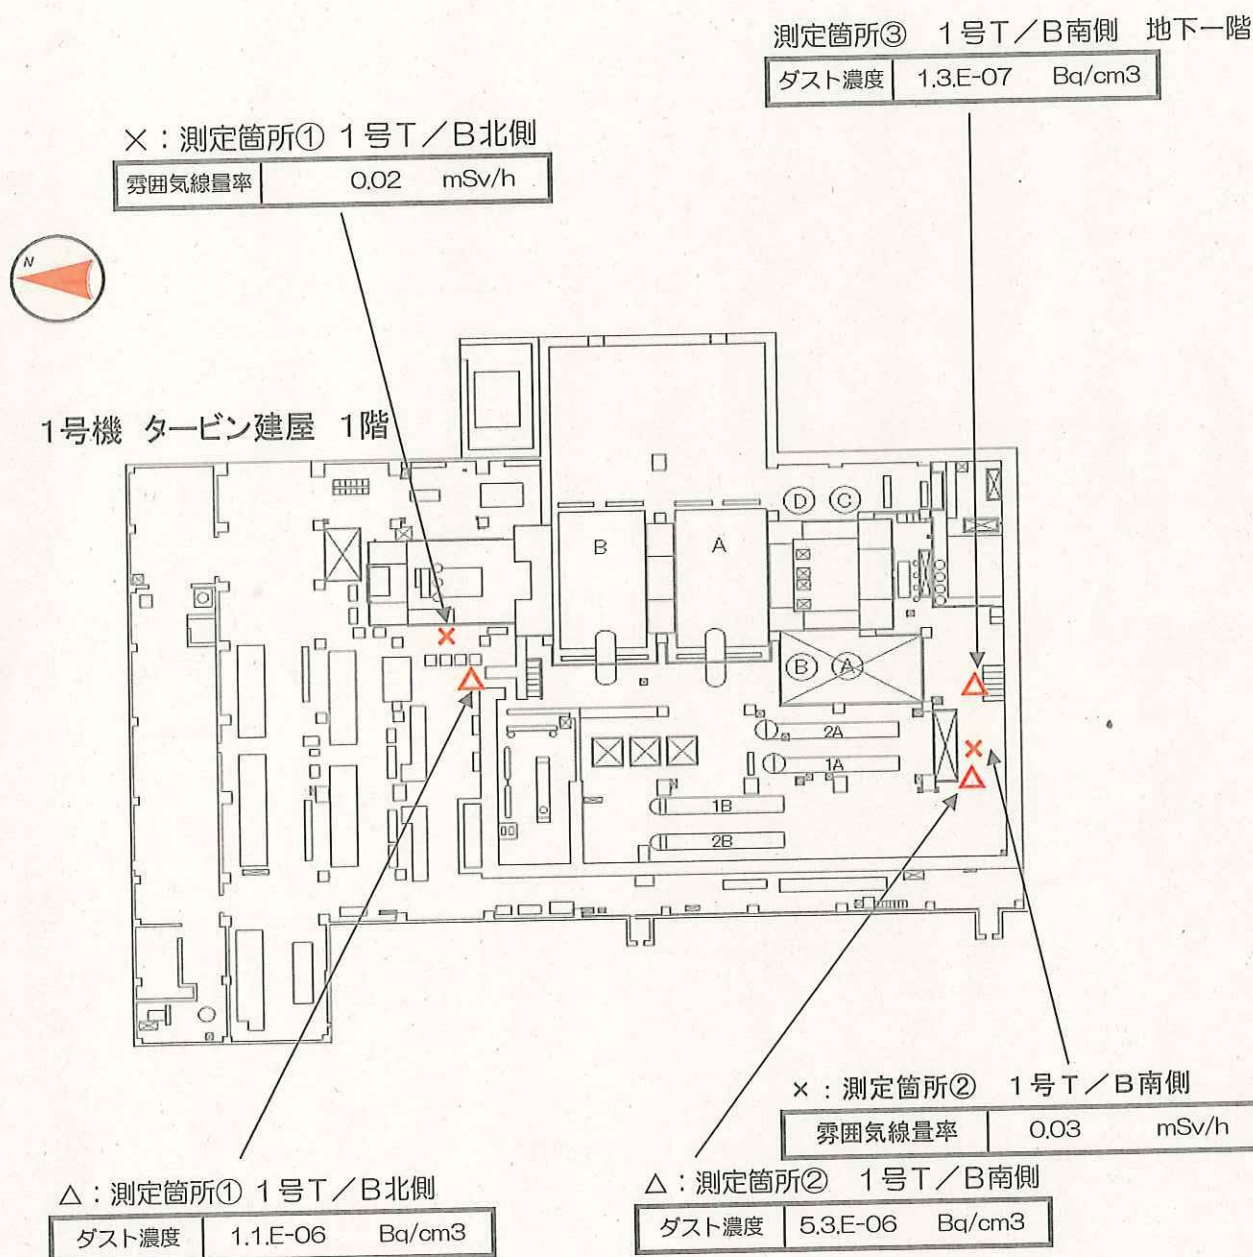 測定箇所③ 1号T／B南側 地下一階
ダスト濃度 1.3.E-07 Bq/cm3
×：測定箇所① 1号T／B北側
雰囲気線量率 0.02 mSv/h
N
1号機 タービン建屋 1階
D C
B A
B A
2A
1A
1B
2B
×：測定箇所② 1号T／B南側
雰囲気線量率 0.03 mSv/h
△：測定箇所① 1号T／B北側
ダスト濃度 1.1.E-06 Bq/cm3
△：測定箇所② 1号T／B南側
ダスト濃度 5.3.E-06 Bq/cm3